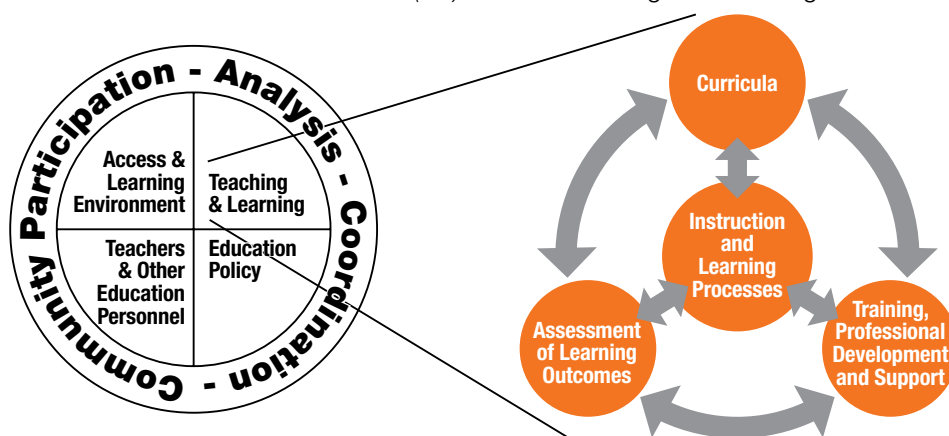 Community Participation - Analysis - Coordination -
Access &
Learning
Environment
Teaching
& Learning
Teachers
& Other
Education
Personnel
Education
Policy
Curricula
Instruction
and
Learning
Processes
Assessment
of Learning
Outcomes
Training,
Professional
Development
and Support